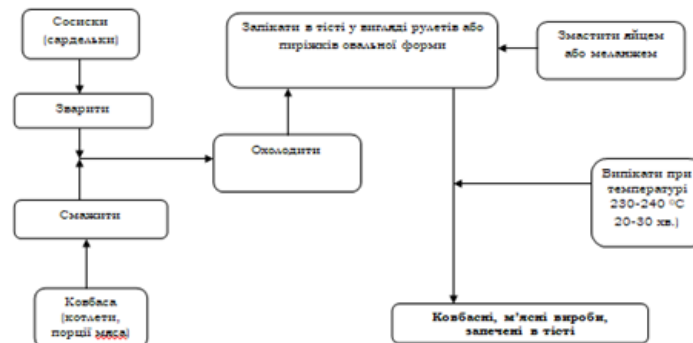 Сосиски
(сардельки)
Запікати в тісті у вигляді рулетів або
пиріжків овальної форми
Змастити яйцем
або меланжем
Зварити
Охолодити
Випікати при
температурі
230-240 °С
20-30 хв.)
Смажити
Ковбаса
(котлети,
порції мяса)
Ковбасні, м’ясні вироби,
запечені в тісті